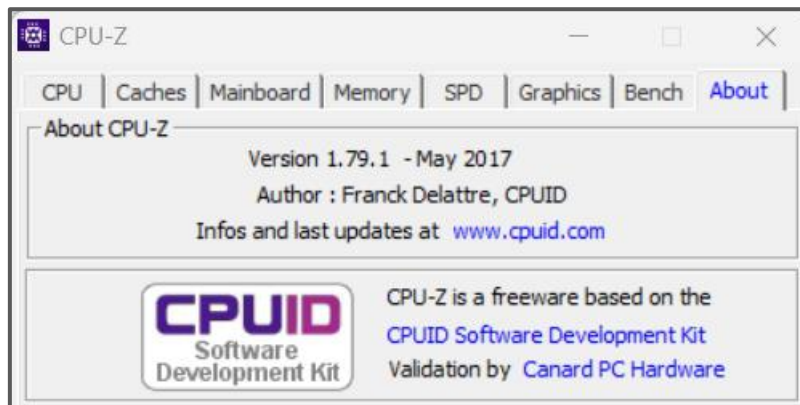 CPU-Z
CPU Caches Mainboard Memory SPD Graphics Bench About
About CPU-Z
Version 1.79.1 - May 2017
Author : Franck Delattre, CPUID
Infos and last updates at www.cpuid.com
CPUID
Software
Development Kit
CPU-Z is a freeware based on the
CPUID Software Development Kit
Validation by Canard PC Hardware